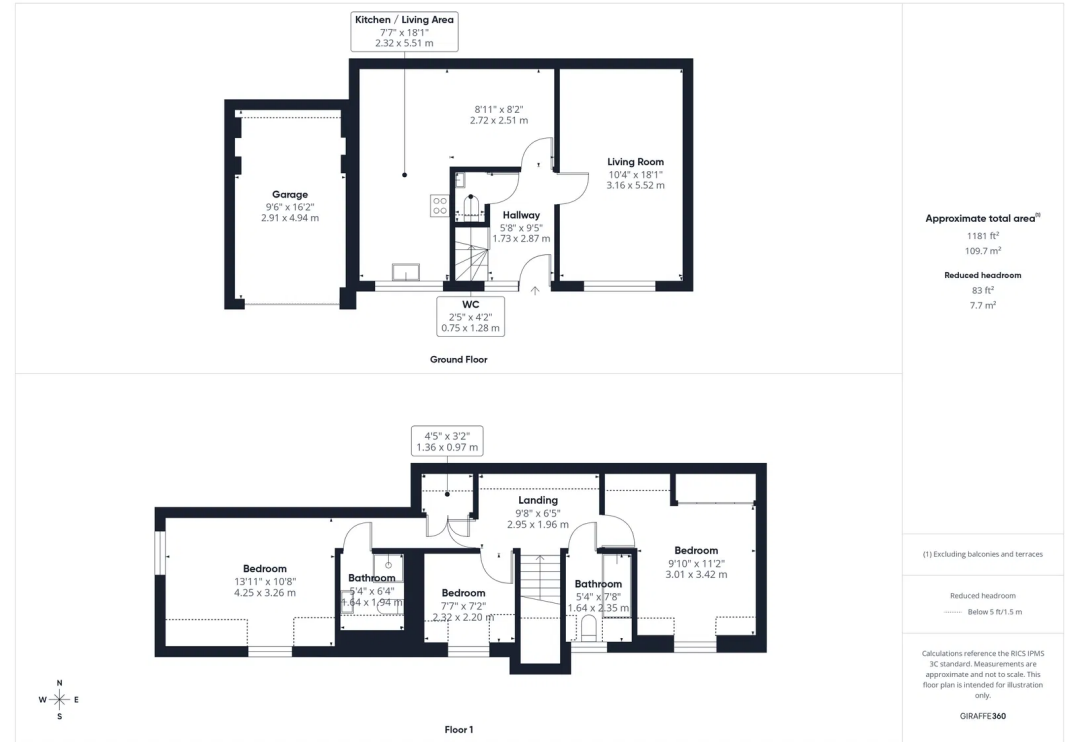 Kitchen / Living Area
7'7" x 18'1"
2.32 x 5.51 m
8'11" x 8'2"
2.72 x 2.51 m
Living Room
10'4" x 18'1"
3.16 x 5.52 m
Garage
9'6" x 16'2"
2.91 x 4.94 m
Hallway
5'8" x 9'5"
1.73 x 2.87 m
WC
2'5" x 4'2"
0.75 x 1.28 m
Ground Floor
4'5" x 3'2"
1.36 x 0.97 m
Landing
9'8" x 6'5"
2.95 x 1.96 m
Bedroom
13'11" x 10'8"
4.25 x 3.26 m
Bathroom
5'4" x 6'4"
1.64 x 1.94 m
Bedroom
7'7" x 7'2"
2.32 x 2.20 m
Bathroom
5'4" x 7'8"
1.64 x 2.35 m
Bedroom
9'10" x 11'2"
3.01 x 3.42 m
N
W E
S
Floor 1
Approximate total area(1)
1181 ft²
109.7 m²
Reduced headroom
83 ft²
7.7 m²
(1) Excluding balconies and terraces
Reduced headroom
Below 5 ft/1.5 m
Calculations reference the RICS IPMS
3C standard. Measurements are
approximate and not to scale. This
floor plan is intended for illustration
only.
GIRAFFE360